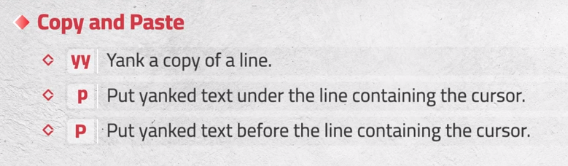 Copy and Paste
yy Yank a copy of a line.
p Put yanked text under the line containing the cursor.
P Put yanked text before the line containing the cursor.